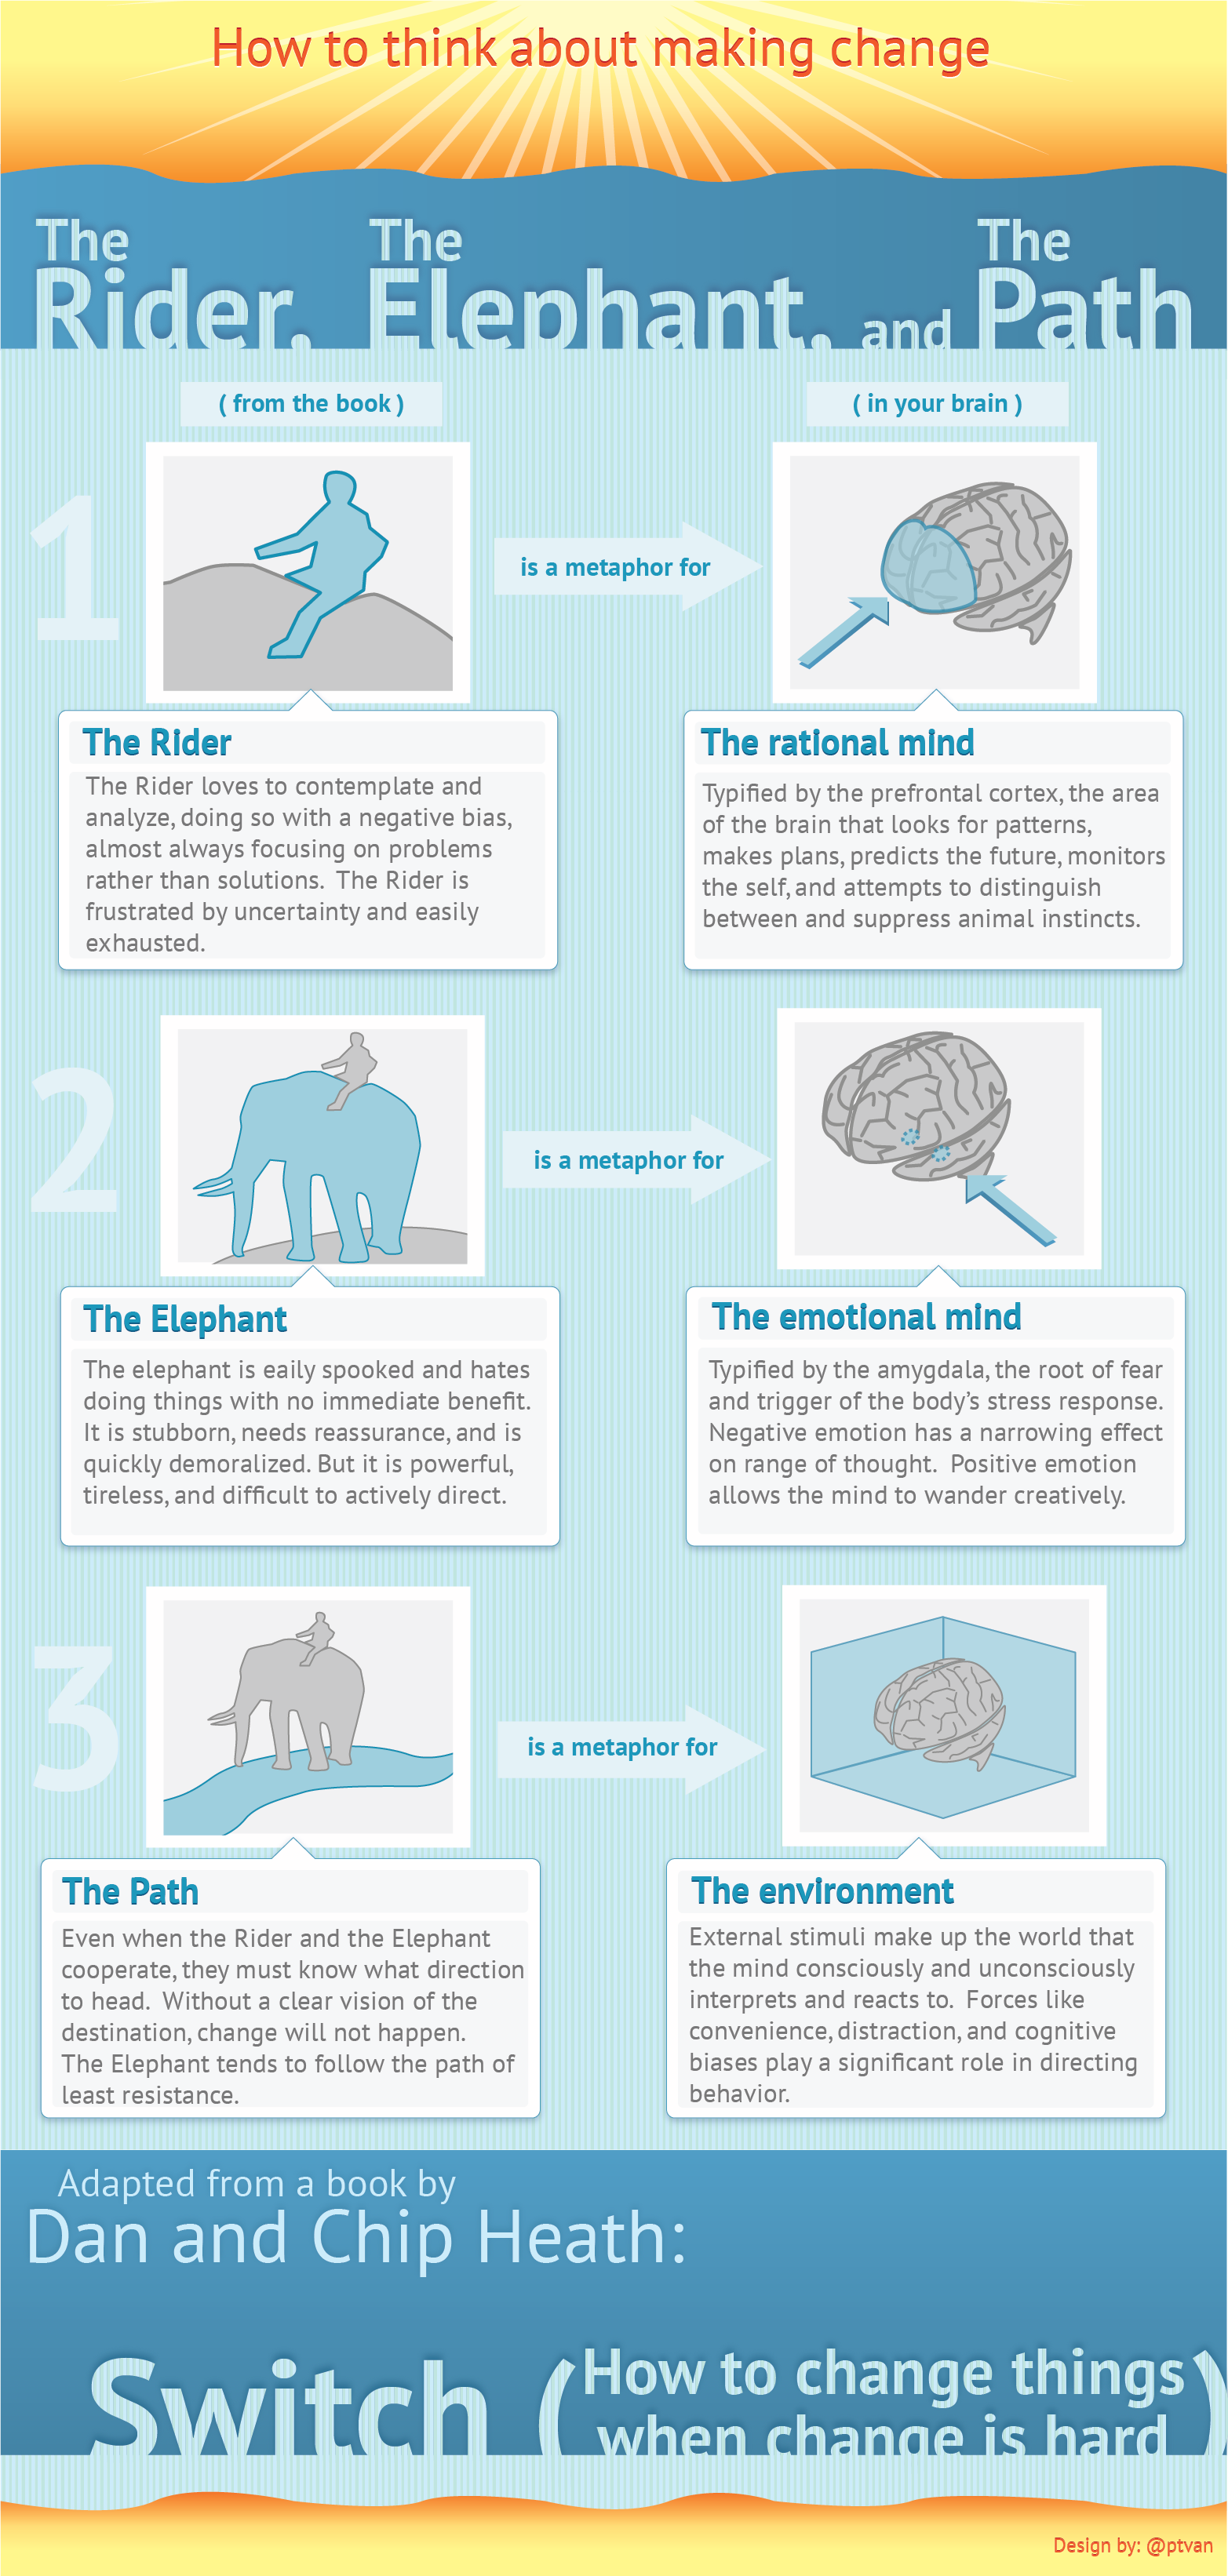 How to think about making change
The The The
Rider, Elephant, and Path
( from the book )
( in your brain )
1
is a metaphor for
The Rider
The Rider loves to contemplate and
analyze, doing so with a negative bias,
almost always focusing on problems
rather than solutions.  The Rider is
frustrated by uncertainty and easily
exhausted.
The rational mind
Typified by the prefrontal cortex, the area
of the brain that looks for patterns,
makes plans, predicts the future, monitors
the self, and attempts to distinguish
between and suppress animal instincts.
2
is a metaphor for
The Elephant
The elephant is eaily spooked and hates
doing things with no immediate benefit.
It is stubborn, needs reassurance, and is
quickly demoralized. But it is powerful,
tireless, and difficult to actively direct.
The emotional mind
Typified by the amygdala, the root of fear
and trigger of the body’s stress response.
Negative emotion has a narrowing effect
on range of thought.  Positive emotion
allows the mind to wander creatively.
3
is a metaphor for
The Path
Even when the Rider and the Elephant
cooperate, they must know what direction
to head.  Without a clear vision of the
destination, change will not happen.
The Elephant tends to follow the path of
least resistance.
The environment
External stimuli make up the world that
the mind consciously and unconsciously
interprets and reacts to.  Forces like
convenience, distraction, and cognitive
biases play a significant role in directing
behavior.
Adapted from a book by
Dan and Chip Heath:
Switch (How to change things
when change is hard)
Design by: @ptvan